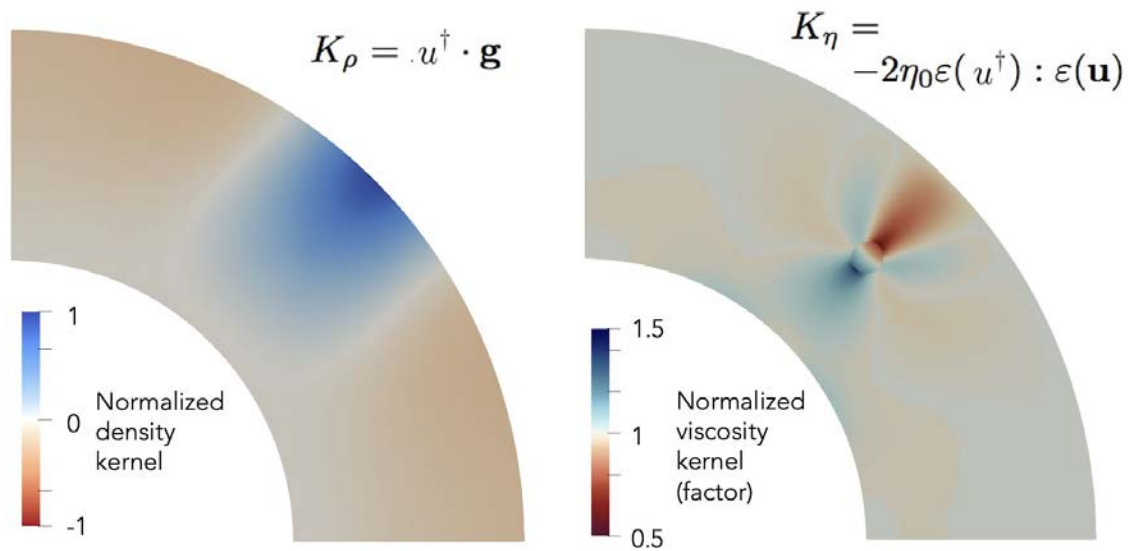 K_ρ = .u† · g
K_η =
−2η₀ε( u†) : ε(u)
1
0
-1
Normalized
density
kernel
1.5
1
0.5
Normalized
viscosity
kernel
(factor)